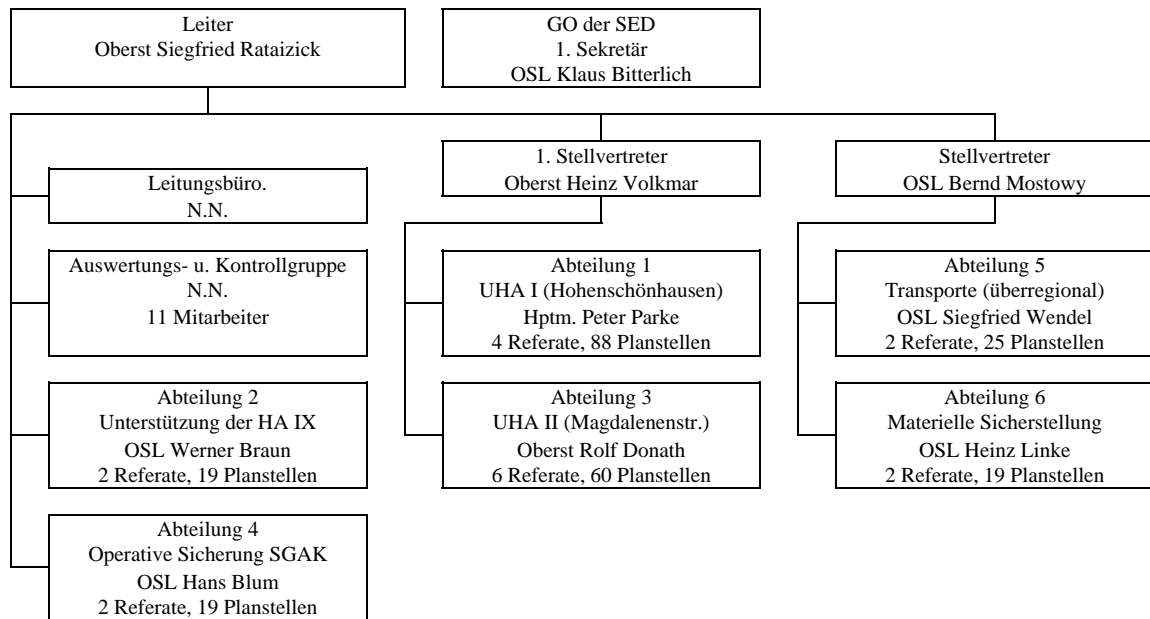 Leiter
Oberst Siegfried Rataizick
GO der SED
1. Sekretär
OSL Klaus Bitterlich
Leitungsbüro.
N.N.
Auswertungs- u. Kontrollgruppe
N.N.
11 Mitarbeiter
Abteilung 2
Unterstützung der HA IX
OSL Werner Braun
2 Referate, 19 Planstellen
Abteilung 4
Operative Sicherung SGAK
OSL Hans Blum
2 Referate, 19 Planstellen
1. Stellvertreter
Oberst Heinz Volkmar
Abteilung 1
UHA I (Hohenschönhausen)
Hptm. Peter Parke
4 Referate, 88 Planstellen
Abteilung 3
UHA II (Magdalenenstr.)
Oberst Rolf Donath
6 Referate, 60 Planstellen
Stellvertreter
OSL Bernd Mostowy
Abteilung 5
Transporte (überregional)
OSL Siegfried Wendel
2 Referate, 25 Planstellen
Abteilung 6
Materielle Sicherstellung
OSL Heinz Linke
2 Referate, 19 Planstellen